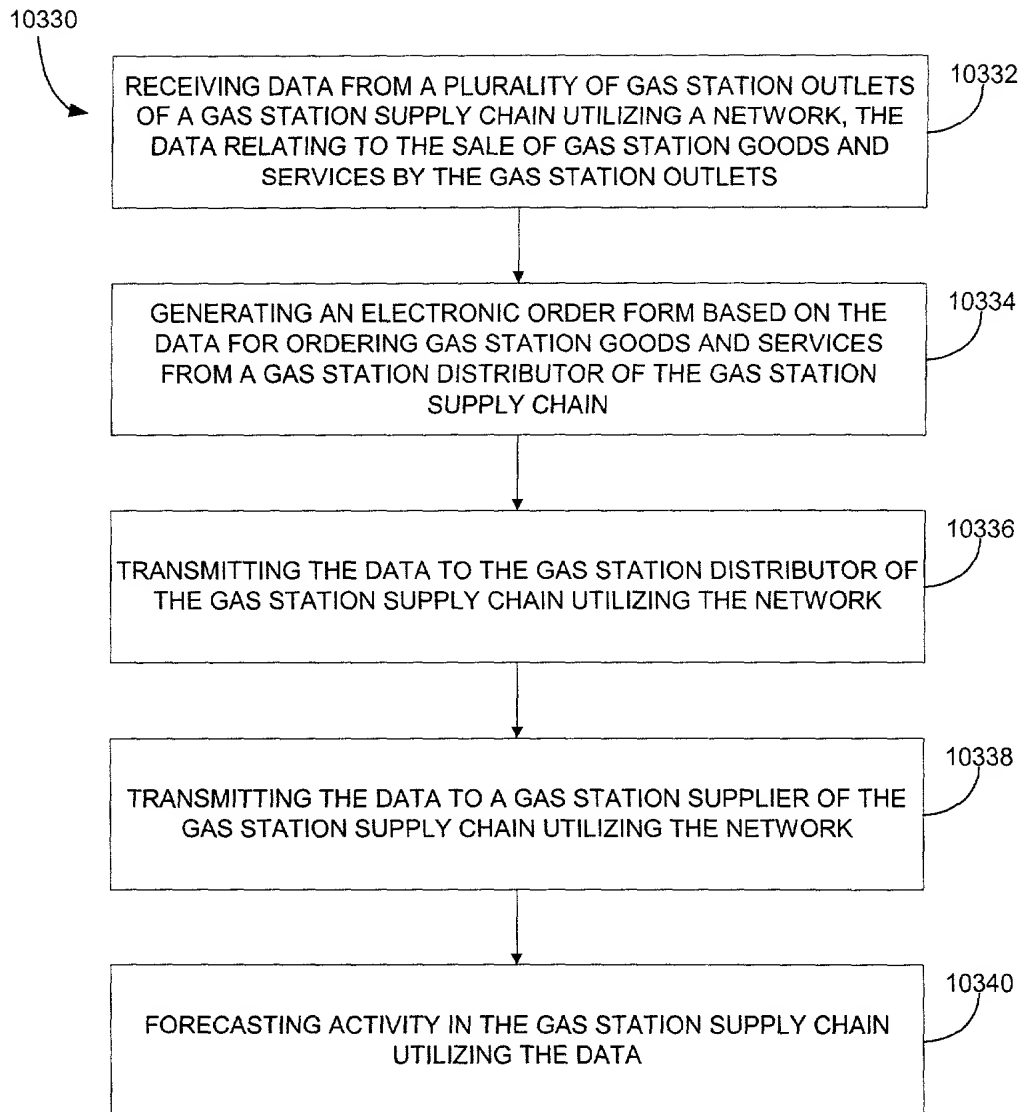 10330
RECEIVING DATA FROM A PLURALITY OF GAS STATION OUTLETS
OF A GAS STATION SUPPLY CHAIN UTILIZING A NETWORK, THE
DATA RELATING TO THE SALE OF GAS STATION GOODS AND
SERVICES BY THE GAS STATION OUTLETS
10332
GENERATING AN ELECTRONIC ORDER FORM BASED ON THE
DATA FOR ORDERING GAS STATION GOODS AND SERVICES
FROM A GAS STATION DISTRIBUTOR OF THE GAS STATION
SUPPLY CHAIN
10334
TRANSMITTING THE DATA TO THE GAS STATION DISTRIBUTOR OF
THE GAS STATION SUPPLY CHAIN UTILIZING THE NETWORK
10336
TRANSMITTING THE DATA TO A GAS STATION SUPPLIER OF THE
GAS STATION SUPPLY CHAIN UTILIZING THE NETWORK
10338
FORECASTING ACTIVITY IN THE GAS STATION SUPPLY CHAIN
UTILIZING THE DATA
10340